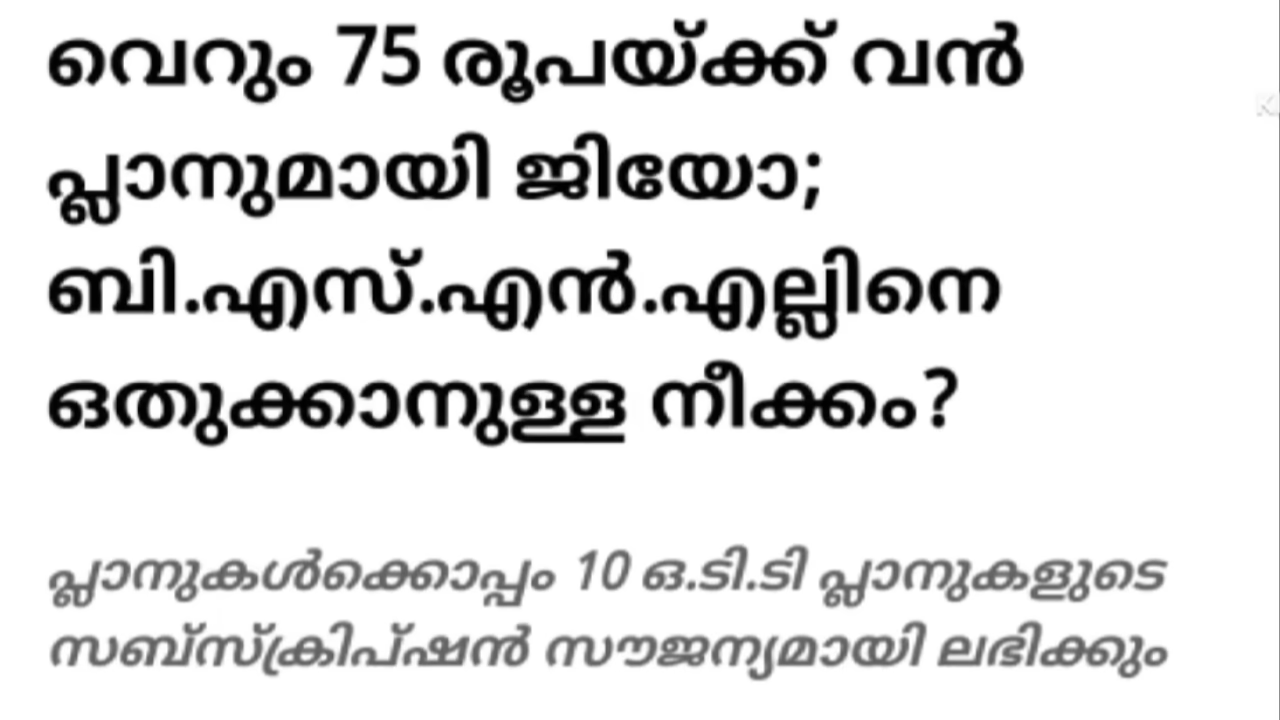 വെറും 75 രൂപയ്ക്ക് വൻ
പ്ലാനുമായി ജിയോ;
ബി.എസ്.എൻ.എല്ലിനെ
ഒതുക്കാനുള്ള നീക്കം?
പ്ലാനുകൾക്കൊപ്പം 10 ഒ.ടി.ടി പ്ലാനുകളുടെ
സബ്സ്ക്രിപ്ഷൻ സൗജന്യമായി ലഭിക്കും